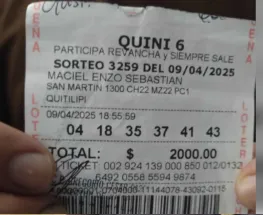 QUINI 6
PARTICIPA REVANCHA y SIEMPRE SALE
SORTEO 3259 DEL 09/04/2025
MACIEL ENZO SEBASTIAN
SAN MARTIN 1300 CH22 MZ22 PC1
QUITILIPI
09/04/2025 18:55:59
04 18 35 37 41 43
TOTAL: $ 2000.00
TICKET: 002 924 139 000 850 012/0132
6492 0558 5594 9874